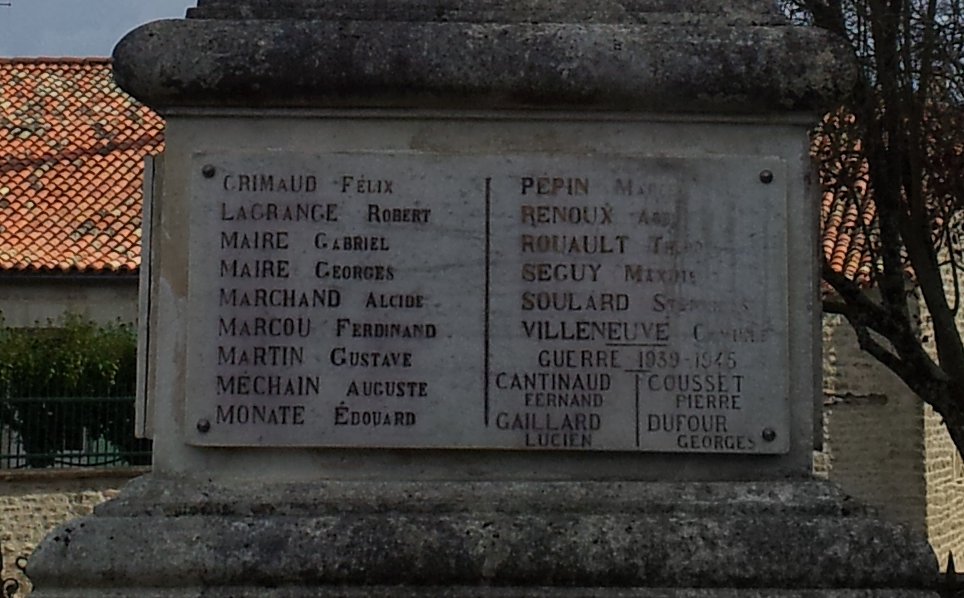 GRIMAUD FÉLIX
LAGRANGE ROBERT
MAIRE GABRIEL
MAIRE GEORGES
MARCHAND ALCIDE
MARCOU FERDINAND
MARTIN GUSTAVE
MÉCHAIN AUGUSTE
MONATE ÉDOUARD
PÉPIN
RENOUX
ROUAULT
SEGUY
SOULARD
VILLENEUVE
GUERRE 1939-1945
CANTINAUD
FERNAND
GAILLARD
LUCIEN
COUSSET
PIERRE
DUFOUR
GEORGES